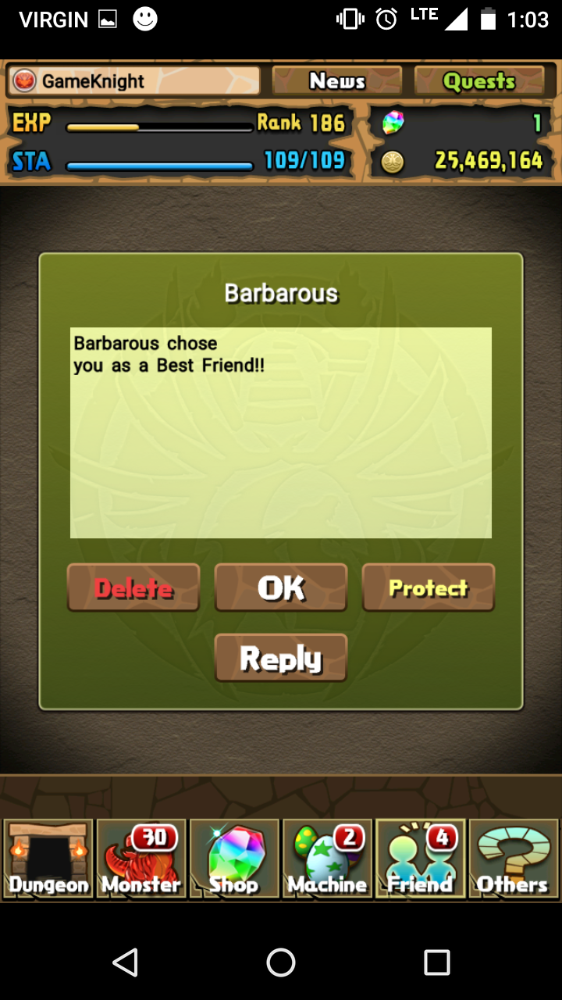 VIRGIN LTE 1:03
GameKnight News Quests
EXP Rank 186 1
STA 109/109 25,469,164
Barbarous
Barbarous chose
you as a Best Friend!!
Delete OK Protect
Reply
30 2 4
Dungeon Monster Shop Machine Friend Others